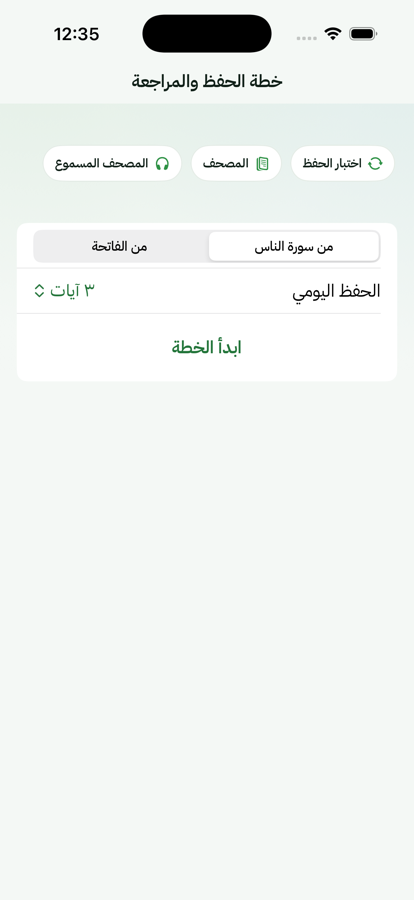 12:35
خطة الحفظ والمراجعة
اختبار الحفظ
المصحف
المصحف المسموع
من سورة الناس
من الفاتحة
الحفظ اليومي
٣ آيات
ابدأ الخطة